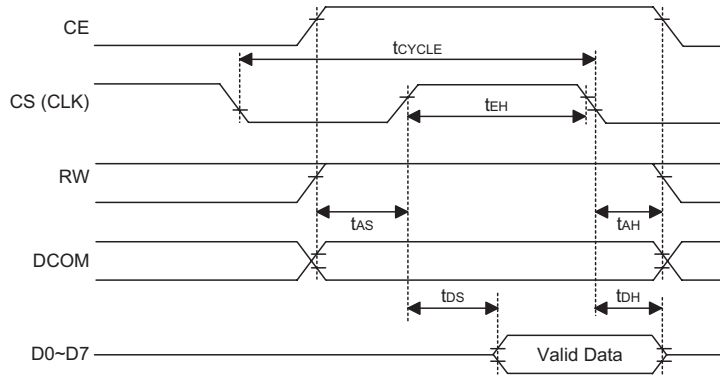 CE
tCYCLE
CS (CLK)
tEH
RW
tAS
tAH
DCOM
tDS
tDH
D0~D7
Valid Data